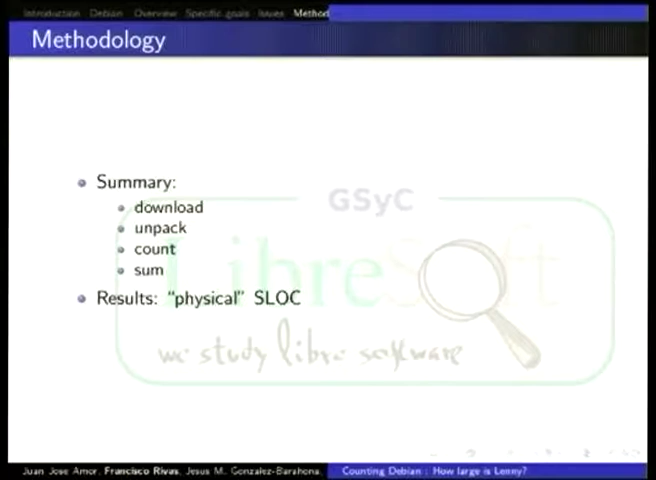 Introduction Debian Overview Specific goals Issues Method
Methodology
Summary:
download
unpack
count
sum
Results: “physical” SLOC
GSyC
LibreSoft
we study libre software
Juan Jose Amor, Francisco Rivas, Jesus M. Gonzalez-Barahona,
Counting Debian : How large is Lenny?